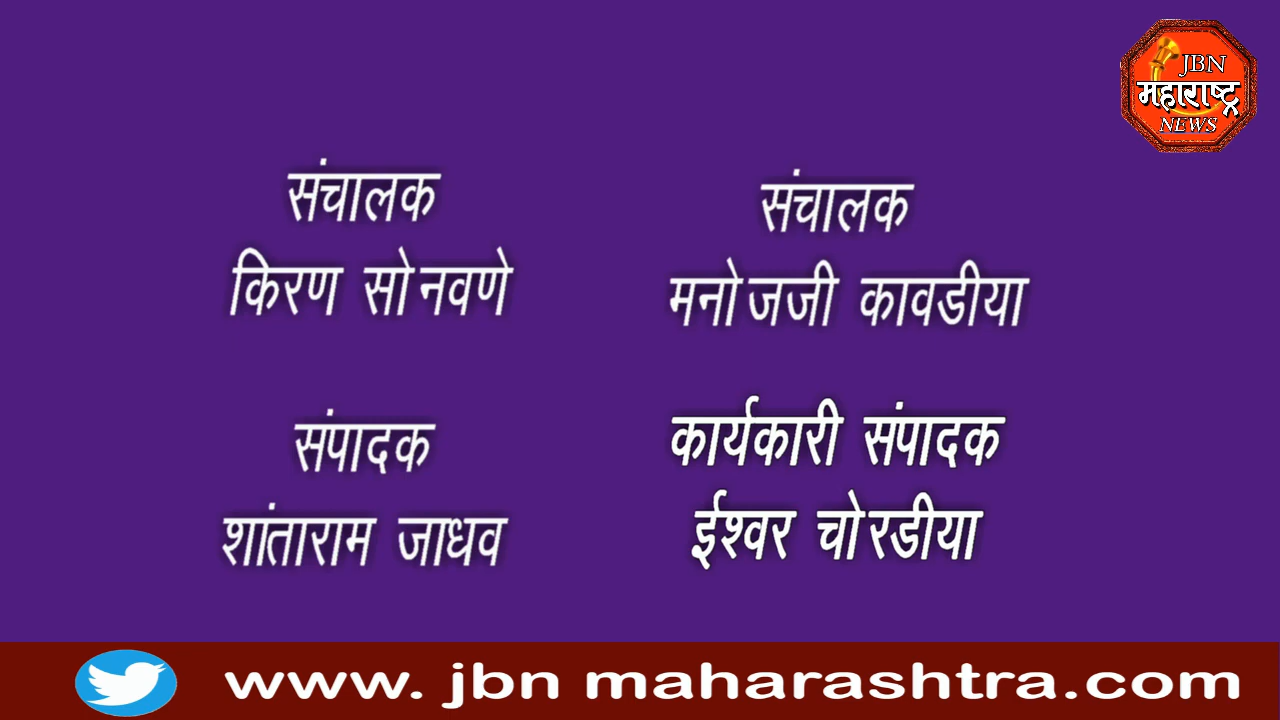 JBN
महाराष्ट्र
NEWS
संचालक
किरण सोनवणे
संचालक
मनोजजी कावडीया
संपादक
शांताराम जाधव
कार्यकारी संपादक
ईश्वर चोरडीया
www. jbn maharashtra.com